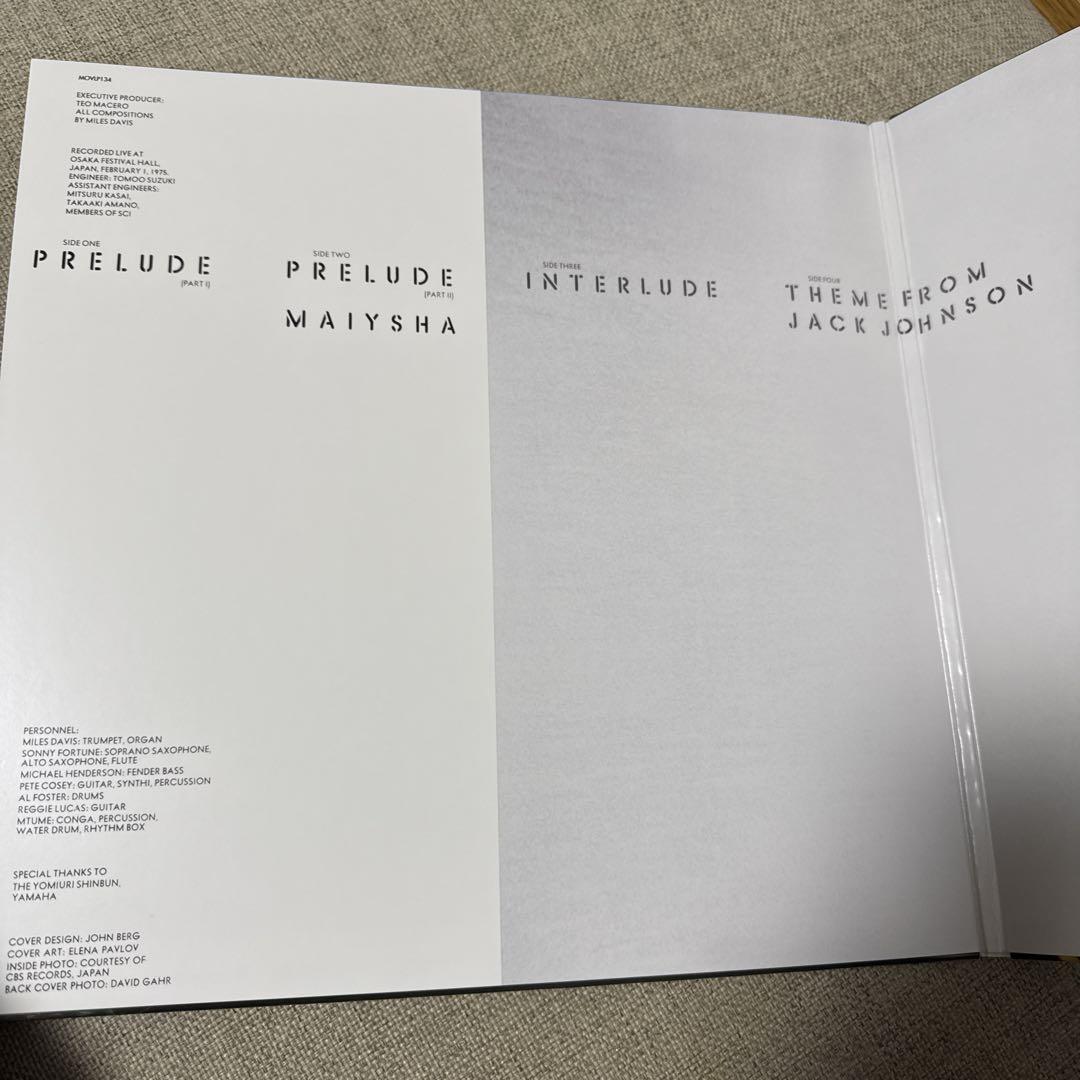 MOVLP134
EXECUTIVE PRODUCER:
TEO MACERO
ALL COMPOSITIONS
BY MILES DAVIS
RECORDED LIVE AT
OSAKA FESTIVAL HALL,
JAPAN, FEBRUARY 1, 1975.
ENGINEER: TOMOO SUZUKI
ASSISTANT ENGINEERS:
MITSURU KASAI,
TAKAAKI AMANO,
MEMBERS OF SCI
SIDE ONE
PRELUDE
(PART I)
SIDE TWO
PRELUDE
(PART II)
MAIYSHA
SIDE THREE
INTERLUDE
SIDE FOUR
THEME FROM
JACK JOHNSON
PERSONNEL:
MILES DAVIS: TRUMPET, ORGAN
SONNY FORTUNE: SOPRANO SAXOPHONE,
ALTO SAXOPHONE, FLUTE
MICHAEL HENDERSON: FENDER BASS
PETE COSEY: GUITAR, SYNTHI, PERCUSSION
AL FOSTER: DRUMS
REGGIE LUCAS: GUITAR
MTUME: CONGA, PERCUSSION,
WATER DRUM, RHYTHM BOX
SPECIAL THANKS TO
THE YOMIURI SHINBUN,
YAMAHA
COVER DESIGN: JOHN BERG
COVER ART: ELENA PAVLOV
INSIDE PHOTO: COURTESY OF
CBS RECORDS, JAPAN
BACK COVER PHOTO: DAVID GAHR